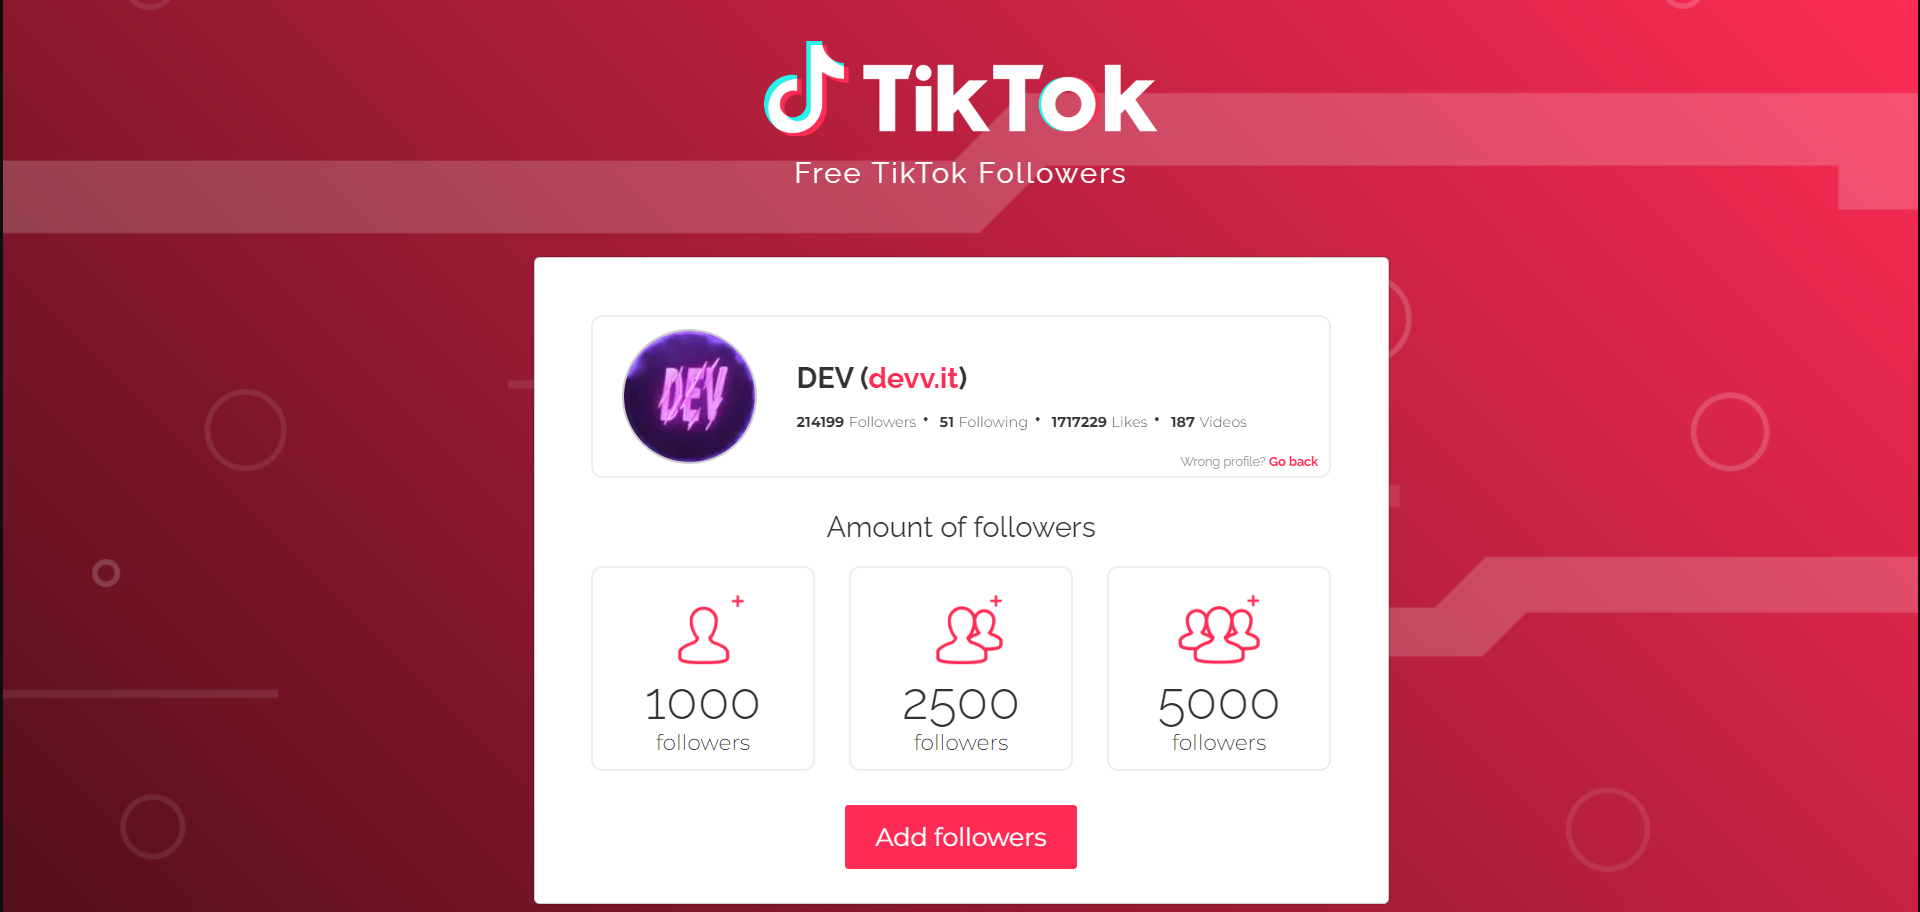 TikTok
Free TikTok Followers
DEV
DEV (devv.it)
214199 Followers • 51 Following • 1717229 Likes • 187 Videos
Wrong profile? Go back
Amount of followers
1000
followers
2500
followers
5000
followers
Add followers